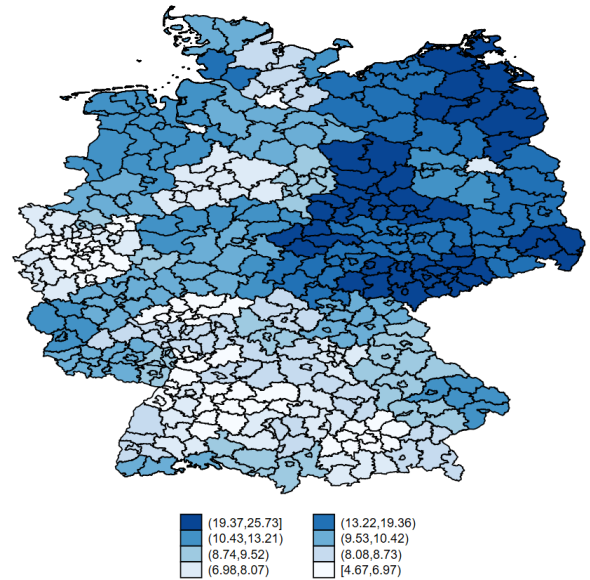 (19.37,25.73] (13.22,19.36)
(10.43,13.21) (9.53,10.42)
(8.74,9.52) (8.08,8.73)
(6.98,8.07) [4.67,6.97)